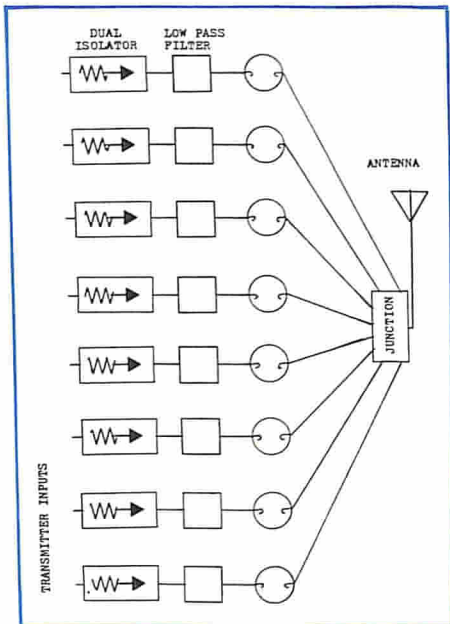 DUAL
ISOLATOR
LOW PASS
FILTER
ANTENNA
JUNCTION
TRANSMITTER INPUTS